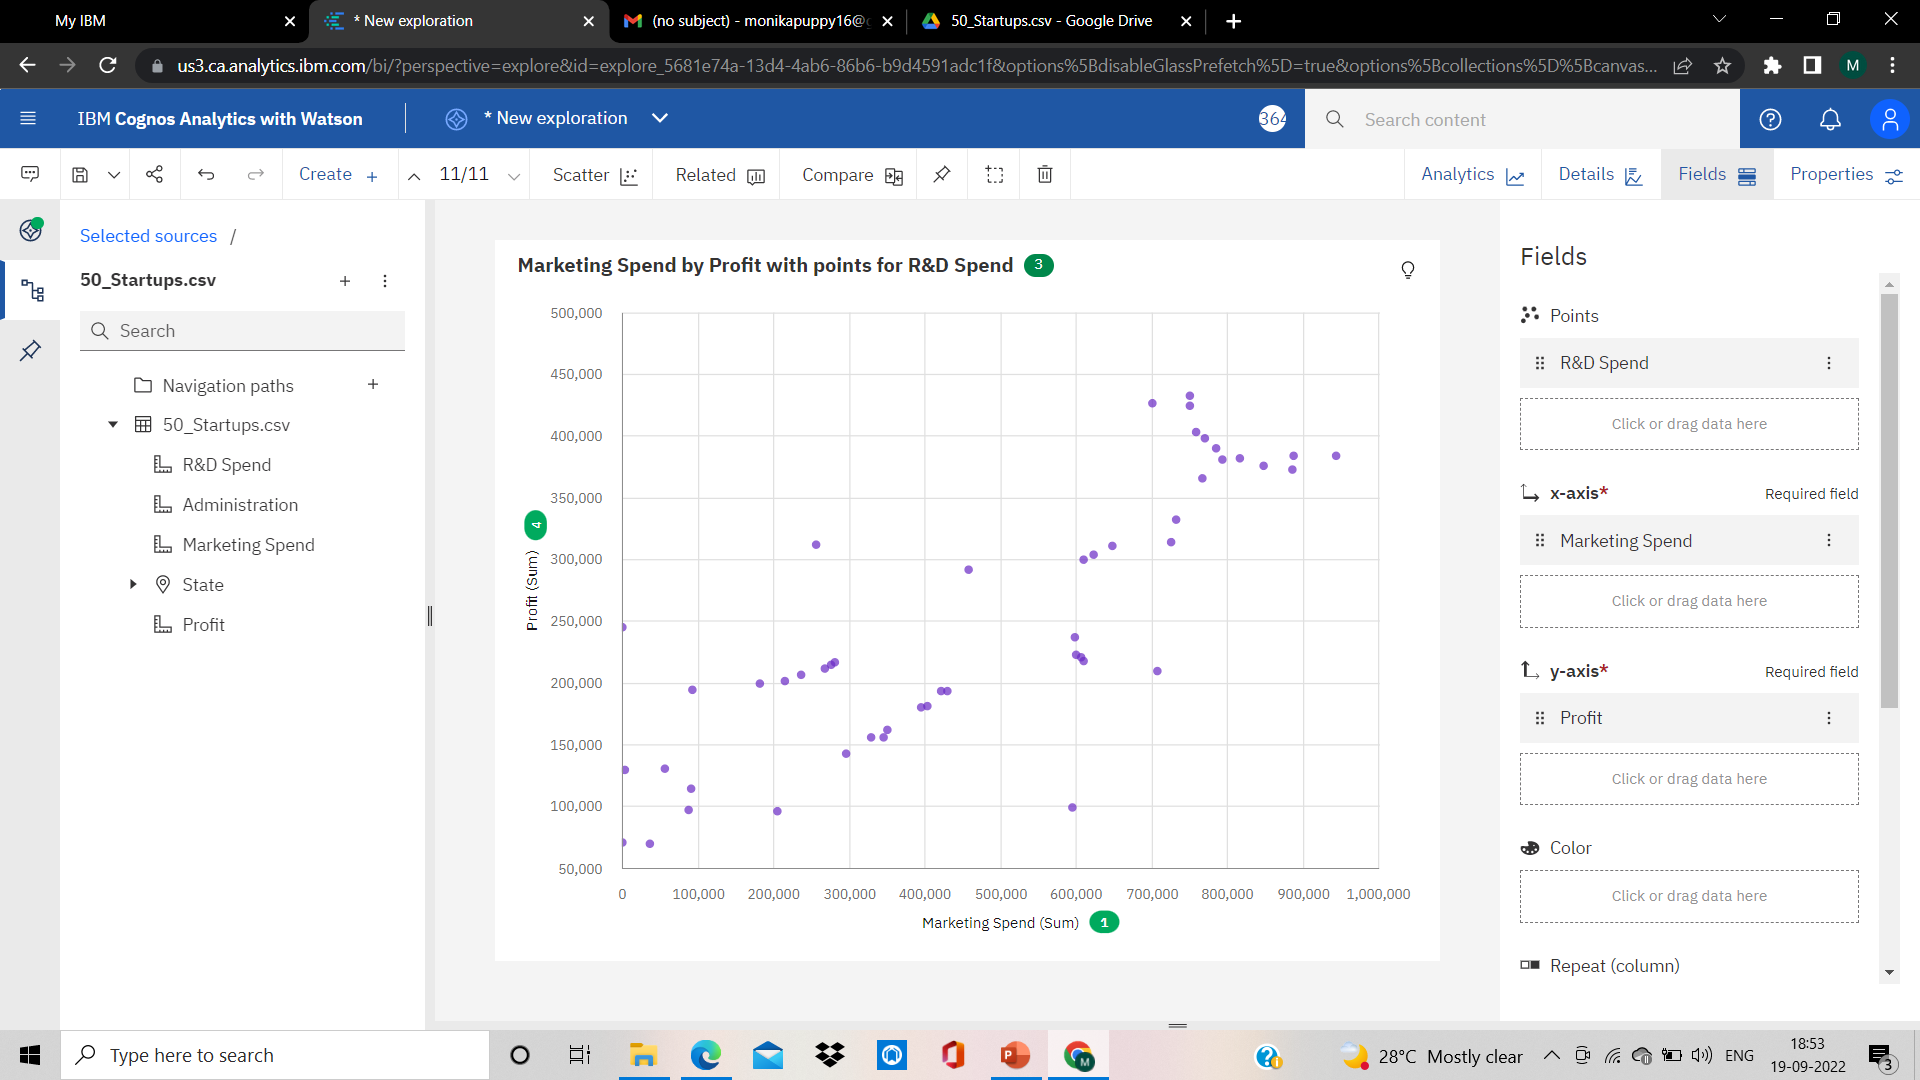 My IBM
* New exploration
(no subject) - monikapuppy16@
50_Startups.csv - Google Drive
us3.ca.analytics.ibm.com/bi/?perspective=explore&id=explore_5681e74a-13d4-4ab6-86b6-b9d4591adc1f&options%5BdisableGlassPrefetch%5D=true&options%5Bcollections%5D%5Bcanvas...
M
IBM Cognos Analytics with Watson
* New exploration
364
Search content
Create +
11/11
Scatter
Related
Compare
Analytics
Details
Fields
Properties
Selected sources /
50_Startups.csv
Search
Navigation paths
50_Startups.csv
R&D Spend
Administration
Marketing Spend
State
Profit
Marketing Spend by Profit with points for R&D Spend 3
500,000
450,000
400,000
350,000
300,000
250,000
200,000
150,000
100,000
50,000
Profit (Sum) 4
0 100,000 200,000 300,000 400,000 500,000 600,000 700,000 800,000 900,000 1,000,000
Marketing Spend (Sum) 1
Fields
Points
R&D Spend
Click or drag data here
x-axis* Required field
Marketing Spend
Click or drag data here
y-axis* Required field
Profit
Click or drag data here
Color
Click or drag data here
Repeat (column)
Type here to search
28°C Mostly clear
ENG
18:53
19-09-2022
3